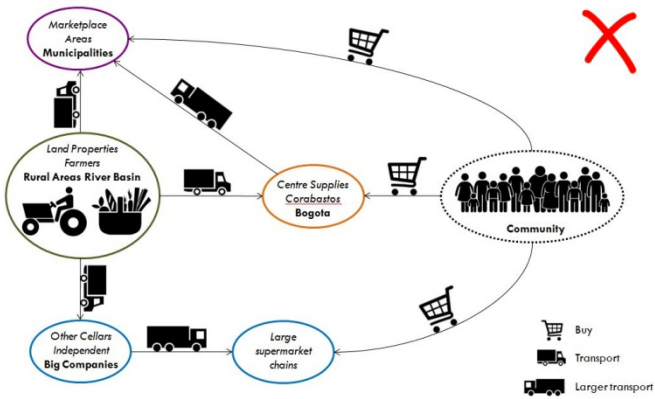 Marketplace
Areas
Municipalities
Land Properties
Farmers
Rural Areas River Basin
Centre Supplies
Corabastos
Bogota
Community
Other Cellars
Independent
Big Companies
Large
supermarket
chains
Buy
Transport
Larger transport